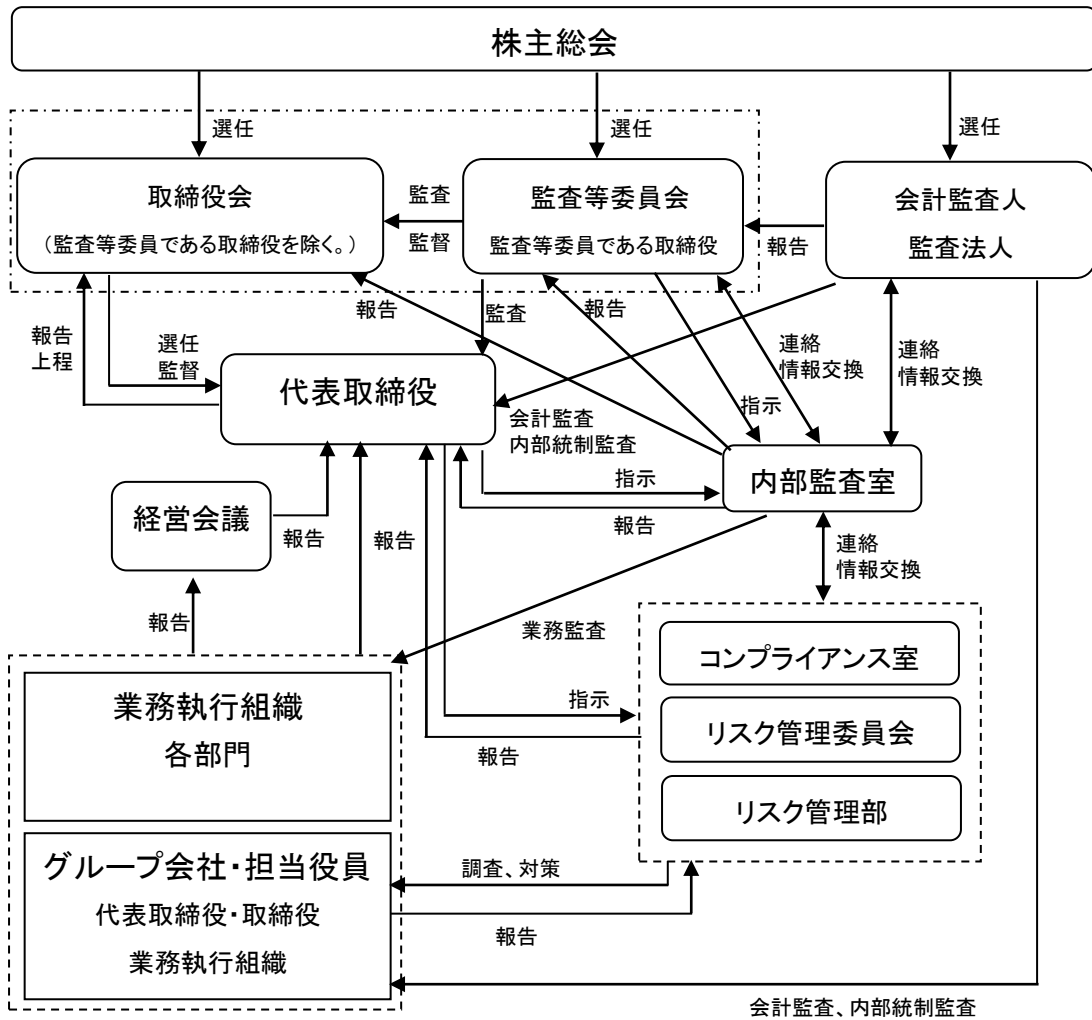 株主総会
選任
選任
選任
取締役会
(監査等委員である取締役を除く。)
監査
監督
監査等委員会
監査等委員である取締役
報告
会計監査人
監査法人
報告
上程
選任
監督
報告
監査
報告
連絡
情報交換
連絡
情報交換
代表取締役
会計監査
内部統制監査
指示
指示
報告
内部監査室
経営会議
報告
報告
連絡
情報交換
報告
業務監査
業務執行組織
各部門
指示
報告
コンプライアンス室
リスク管理委員会
リスク管理部
グループ会社・担当役員
代表取締役・取締役
業務執行組織
調査、対策
報告
会計監査、内部統制監査